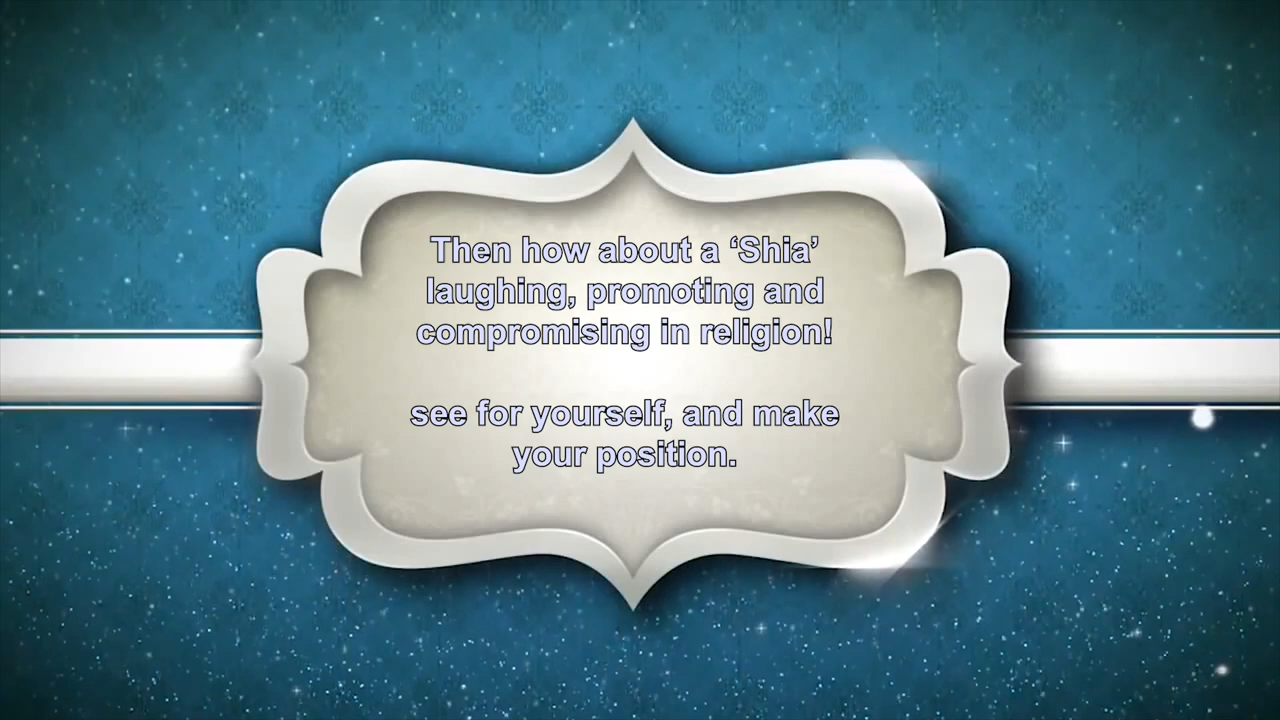 Then how about a ‘Shia’
laughing, promoting and
compromising in religion!
see for yourself, and make
your position.